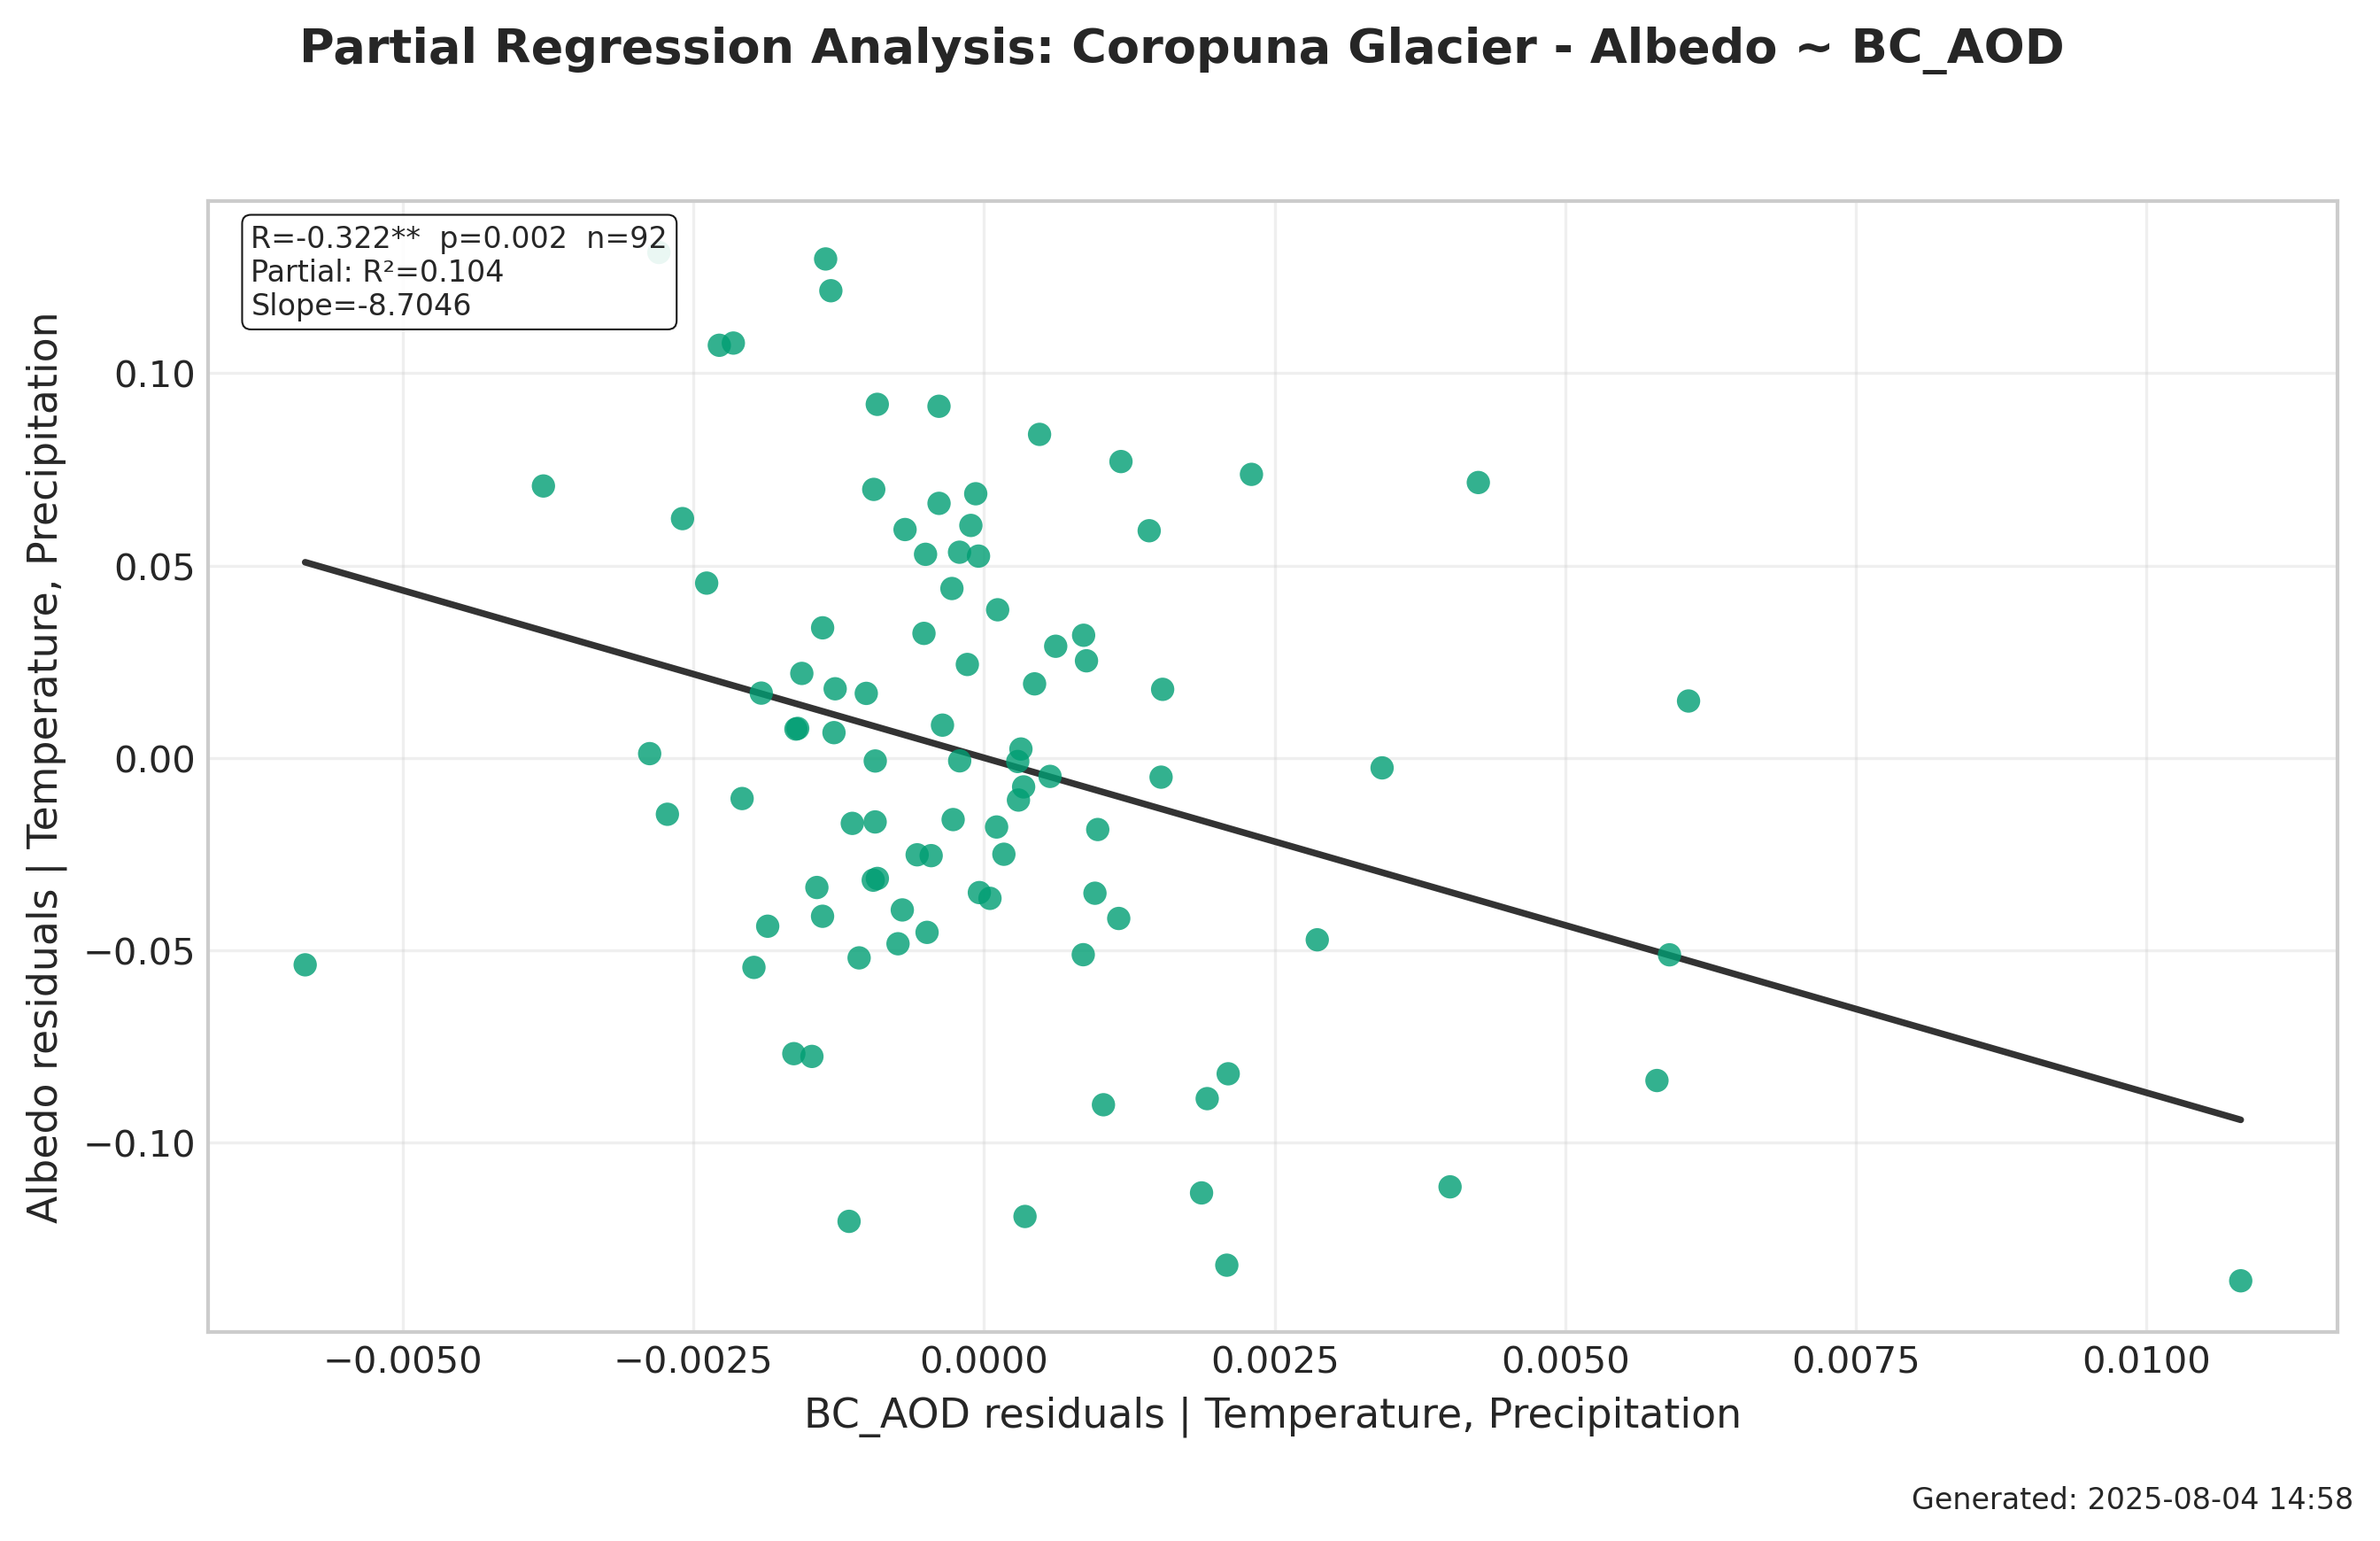 Partial Regression Analysis: Coropuna Glacier - Albedo ~ BC_AOD
R=-0.322**  p=0.002  n=92
Partial: R²=0.104
Slope=-8.7046
Albedo residuals | Temperature, Precipitation
0.10
0.05
0.00
−0.05
−0.10
−0.0050
−0.0025
0.0000
0.0025
0.0050
0.0075
0.0100
BC_AOD residuals | Temperature, Precipitation
Generated: 2025-08-04 14:58